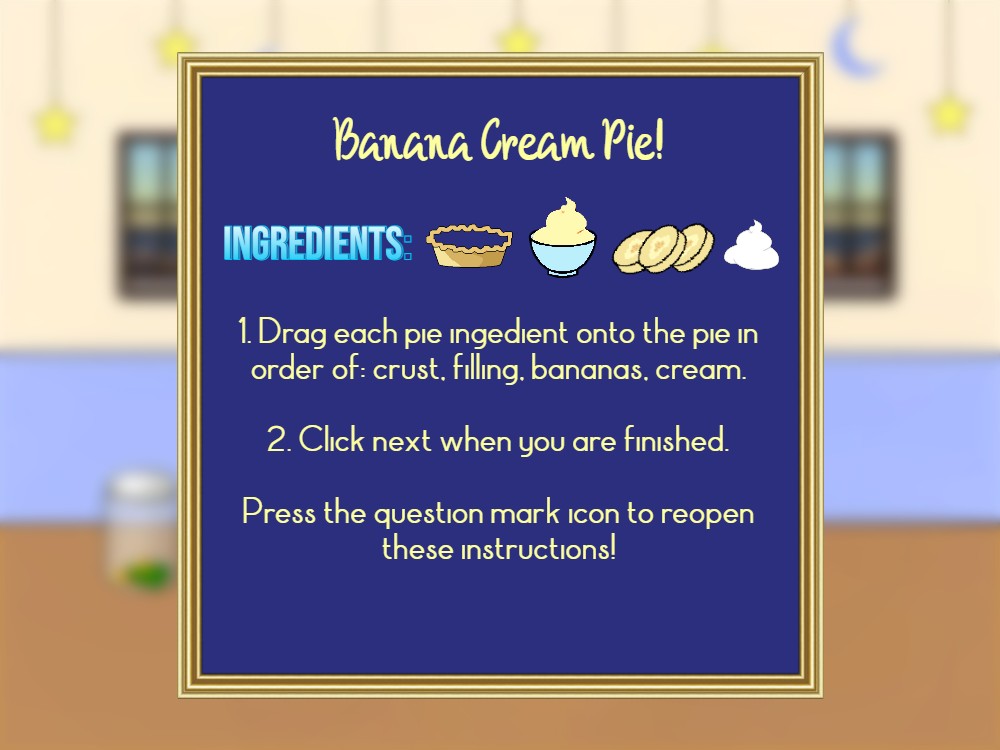 Banana Cream Pie!
INGREDIENTS:
1. Drag each pie ingedient onto the pie in
order of: crust, filling, bananas, cream.
2. Click next when you are finished.
Press the question mark icon to reopen
these instructions!